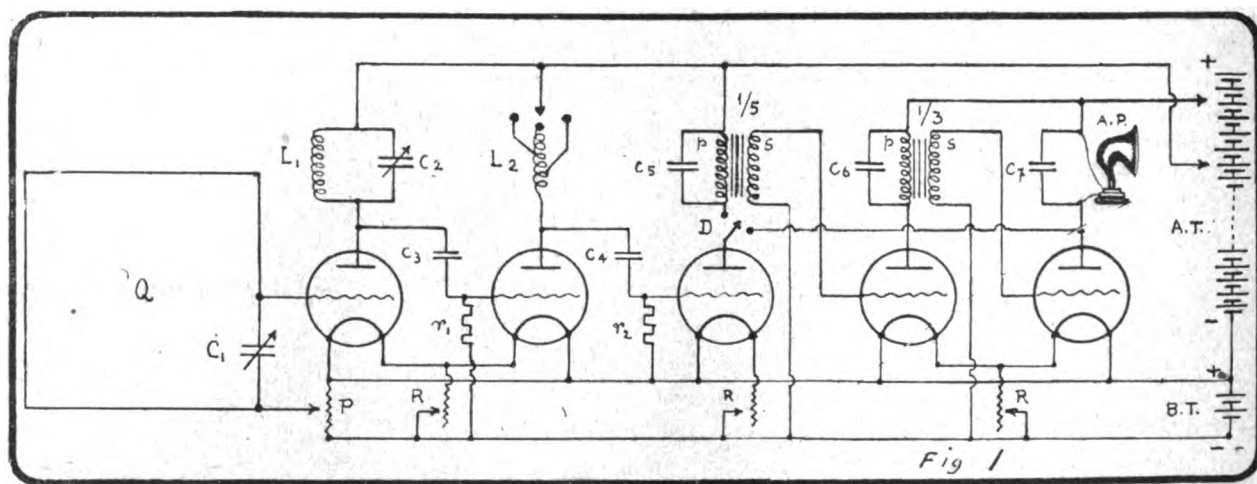 +
1/5
1/3
A.P.
L₁
C₂
L₂
C₅
P
S
C₆
P
S
C₇
D
A.T.
C₃
C₄
Q
r₁
r₂
C₁
-
+
P
R
R
R
B.T.
-
-
Fig 1